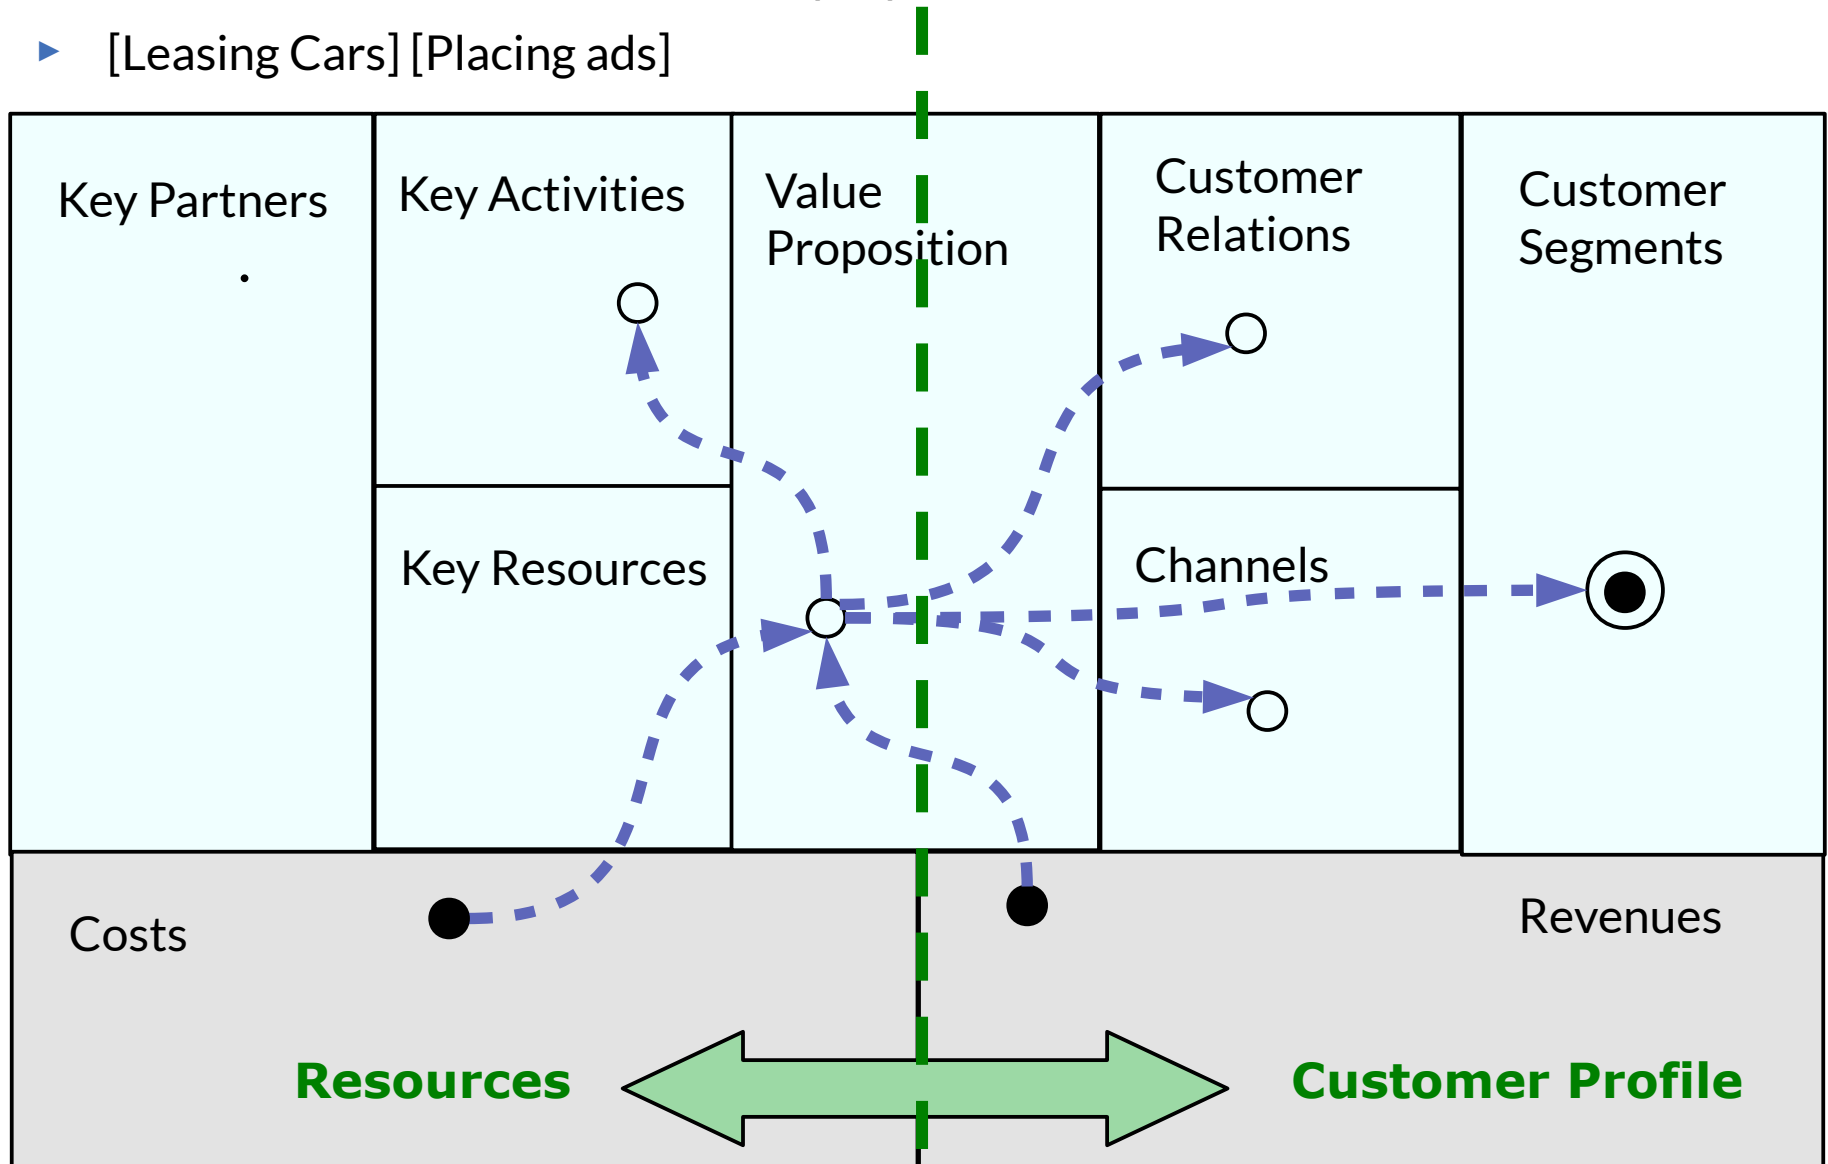 [Leasing Cars] [Placing ads]
Key Partners
Key Activities
Value
Proposition
Customer
Relations
Customer
Segments
Key Resources
Channels
Costs
Revenues
Resources
Customer Profile